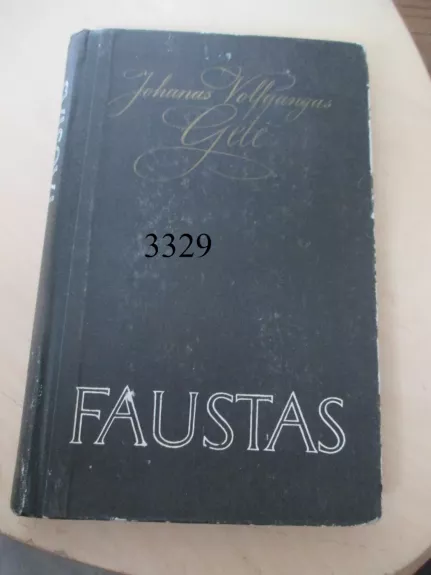 Johanas Volfgangas
Gėtė
3329
FAUSTAS